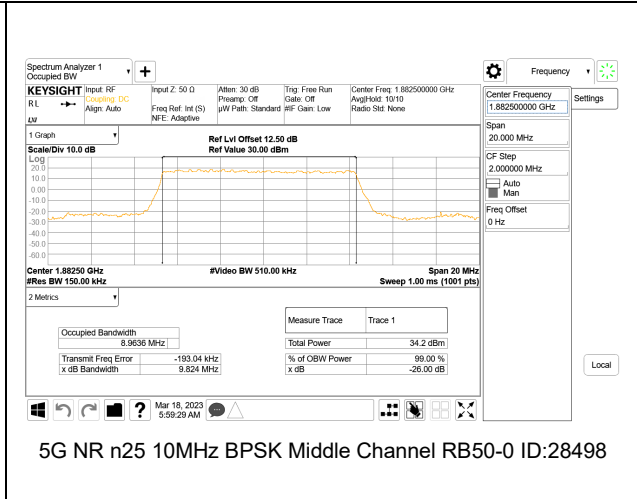 Spectrum Analyzer 1
Occupied BW
Frequency
KEYSIGHT
R L
Input: RF
Coupling: DC
Align: Auto
Input Z: 50 Ω
Freq Ref: Int (S)
NFE: Adaptive
Atten: 30 dB
Preamp: Off
µW Path: Standard
Trig: Free Run
Gate: Off
#IF Gain: Low
Center Freq: 1.882500000 GHz
Avg|Hold: 10/10
Radio Std: None
Center Frequency
1.882500000 GHz
Settings
Span
20.000 MHz
CF Step
2.000000 MHz
Auto
Man
Freq Offset
0 Hz
Local
1 Graph
Scale/Div 10.0 dB
Ref Lvl Offset 12.50 dB
Ref Value 30.00 dBm
Log
20.0
10.0
0.00
-10.0
-20.0
-30.0
-40.0
-50.0
-60.0
Center 1.88250 GHz
#Video BW 510.00 kHz
Span 20 MHz
#Res BW 150.00 kHz
Sweep 1.00 ms (1001 pts)
2 Metrics
Measure Trace
Trace 1
Occupied Bandwidth
8.9636 MHz
Total Power
34.2 dBm
Transmit Freq Error
-193.04 kHz
% of OBW Power
99.00 %
x dB Bandwidth
9.824 MHz
x dB
-26.00 dB
?
Mar 18, 2023
5:59:29 AM
5G NR n25 10MHz BPSK Middle Channel RB50-0 ID:28498